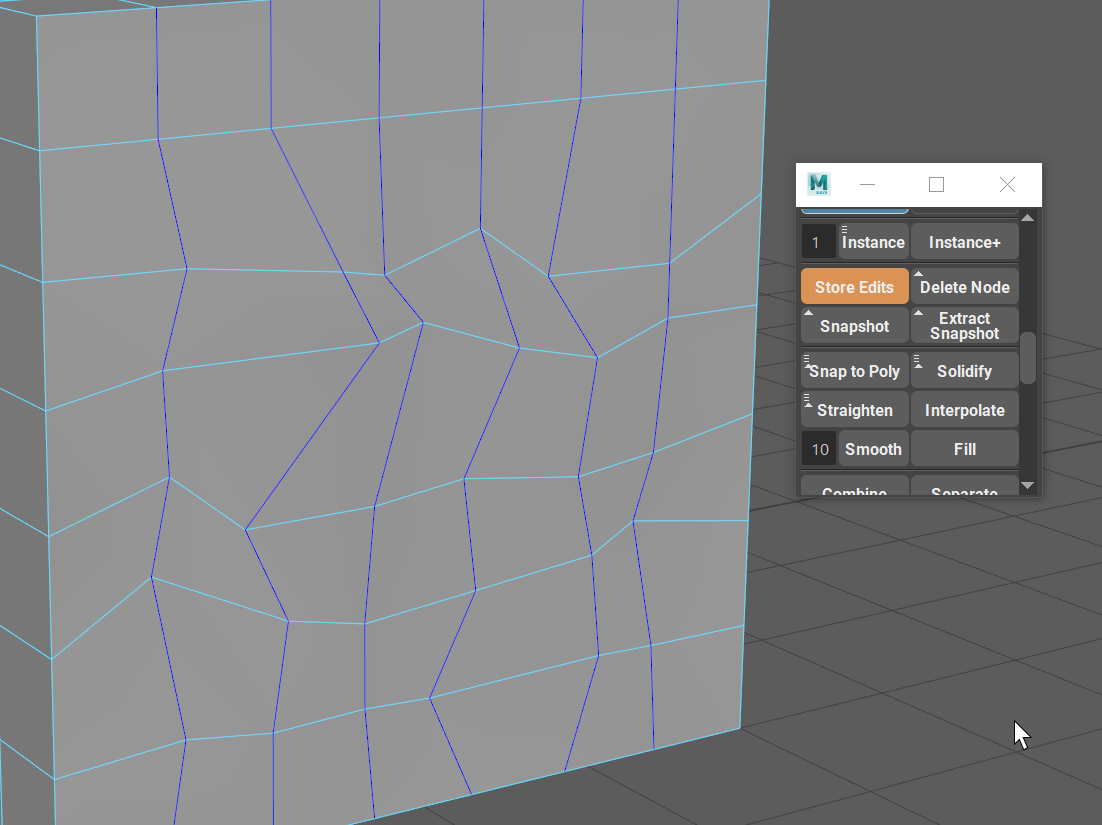 M
1 Instance Instance+
Store Edits Delete Node
Snapshot Extract
Snapshot
Snap to Poly Solidify
Straighten Interpolate
10 Smooth Fill
Combine Separate